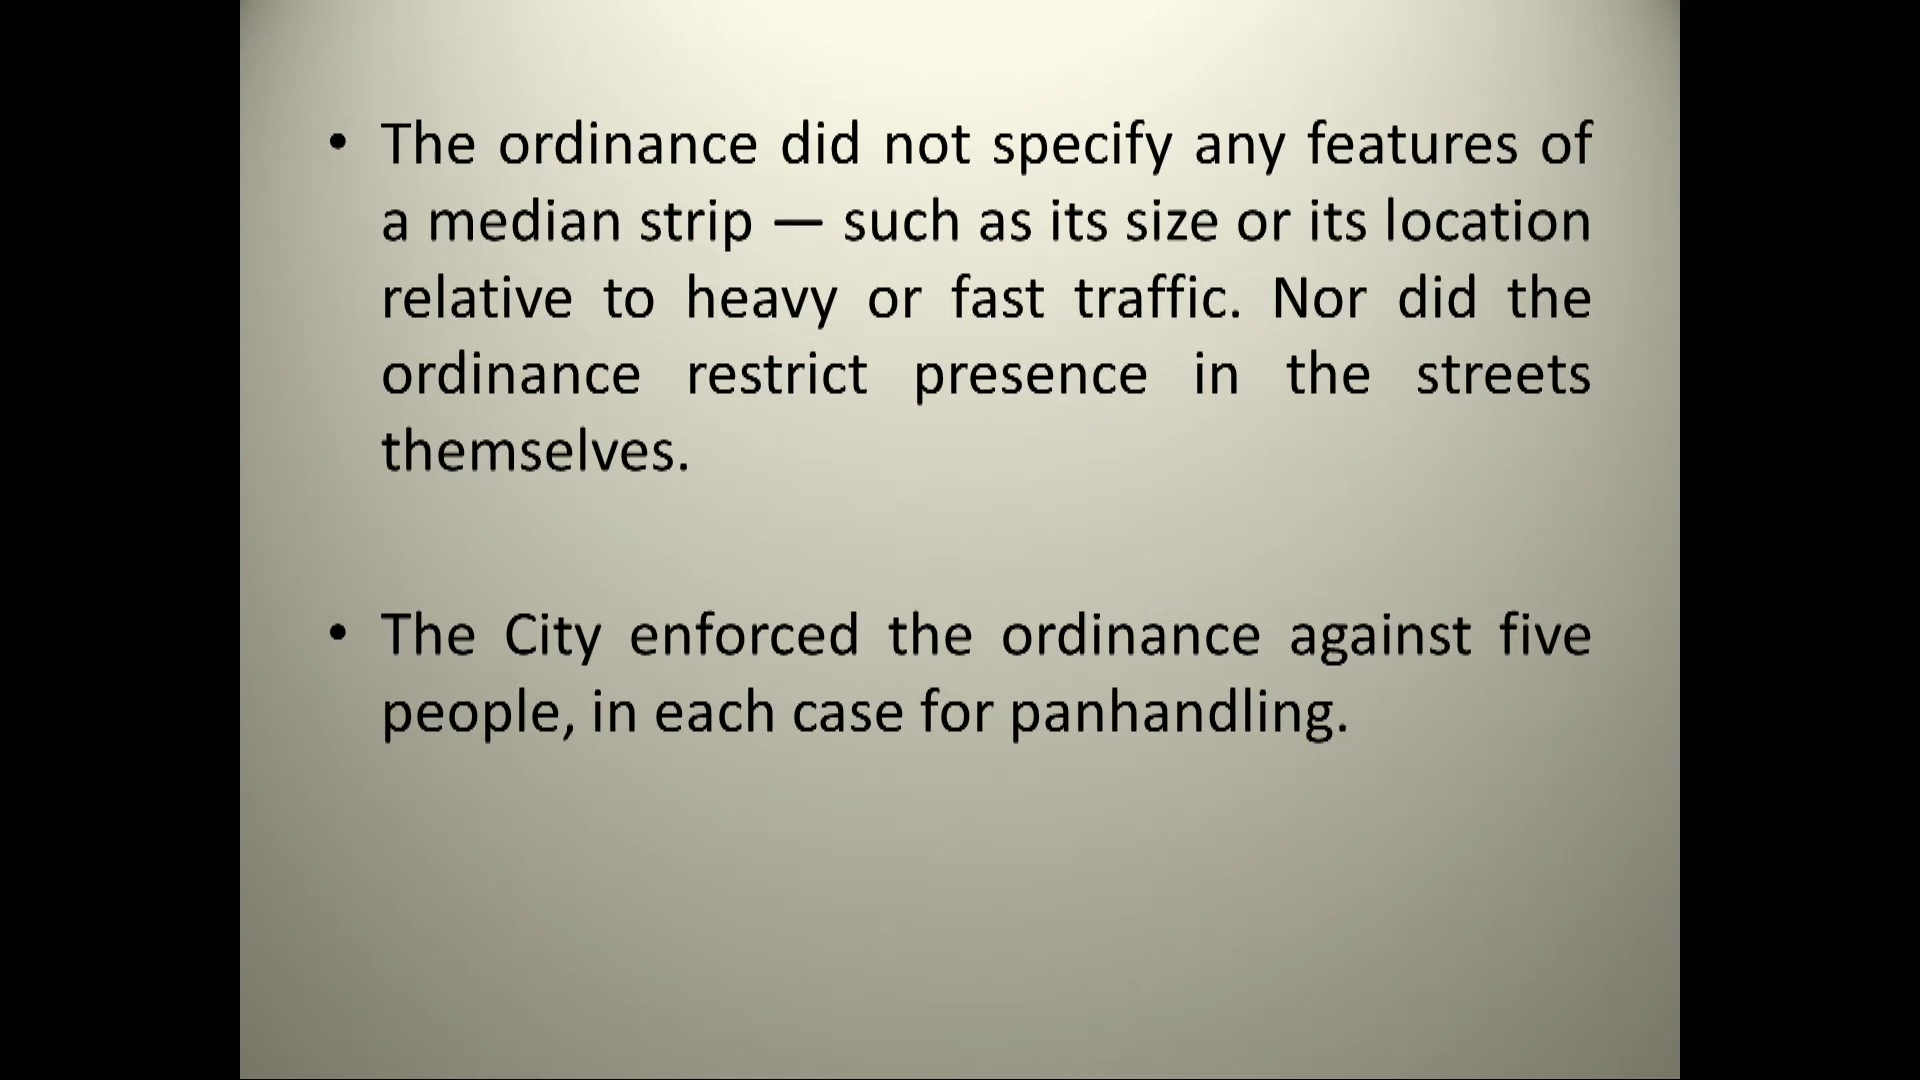 • The ordinance did not specify any features of
a median strip — such as its size or its location
relative to heavy or fast traffic. Nor did the
ordinance restrict presence in the streets
themselves.
• The City enforced the ordinance against five
people, in each case for panhandling.